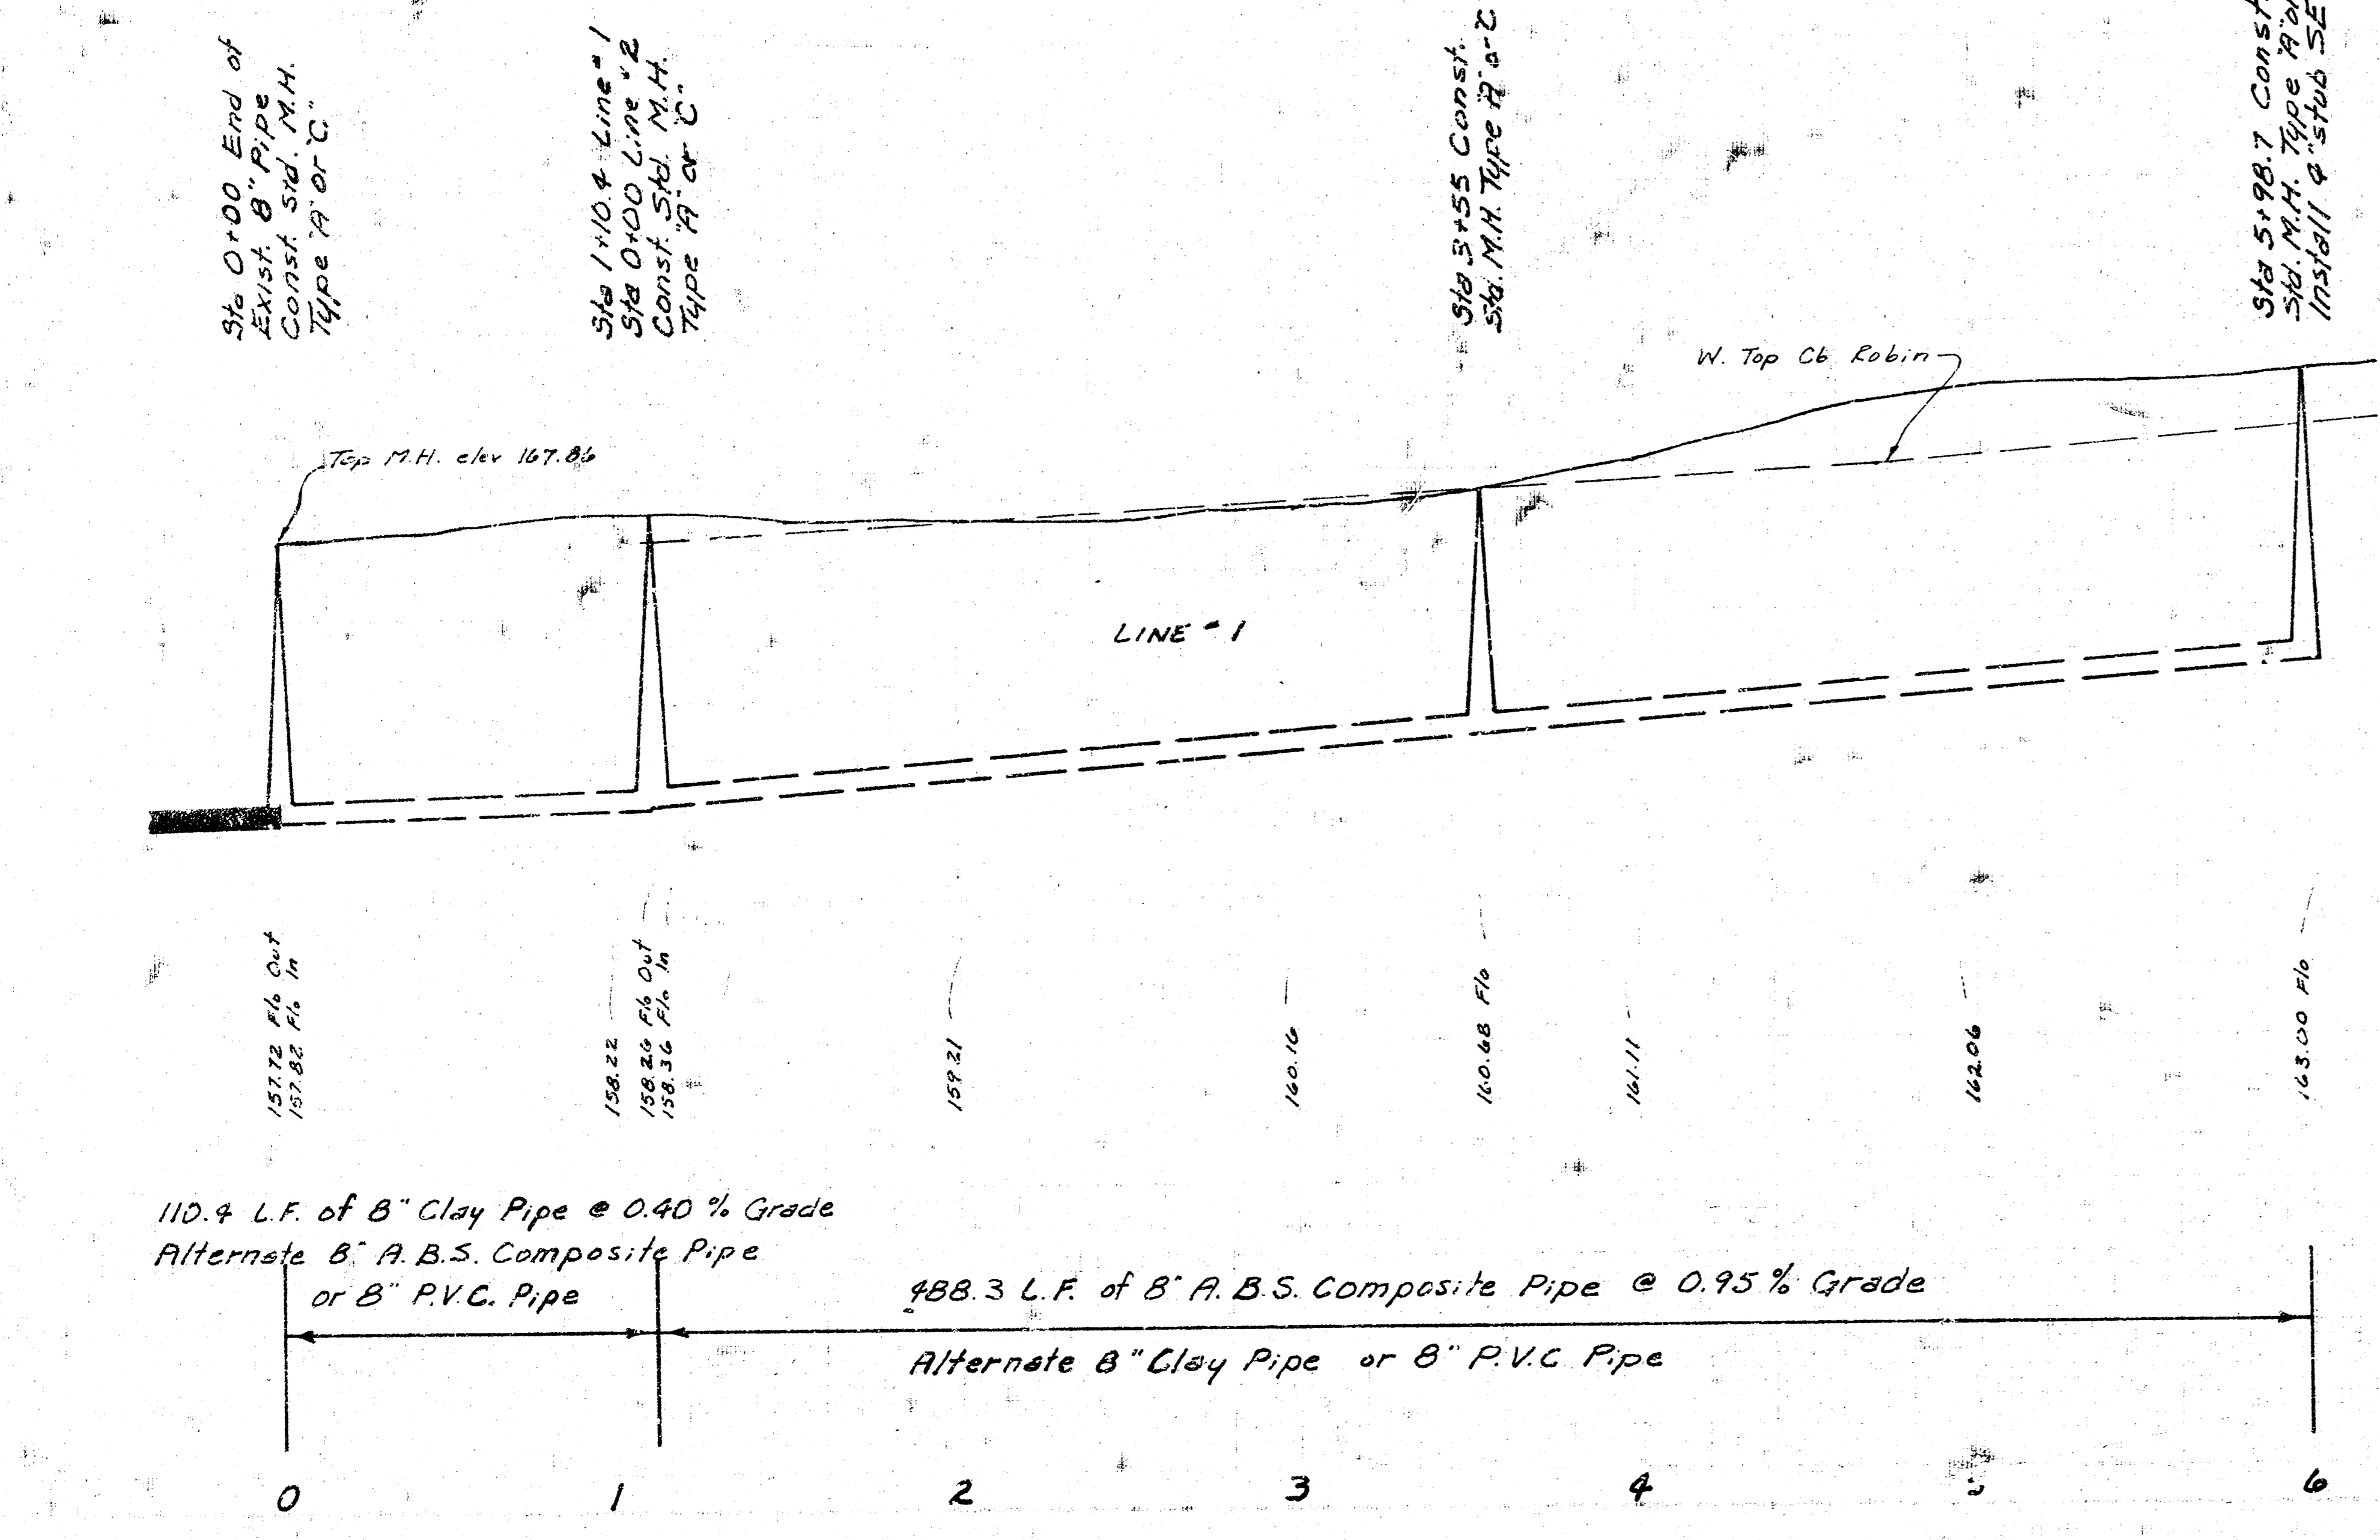 Sta 0+00 End of
Exist. 8" Pipe
Const. Std. M.H.
Type "A" or "C"
Sta 1+10.4 Line #1
Sta 0+00 Line #2
Const. Std. M.H.
Type "A" or "C"
Sta 3+55 Const.
Std. M.H. Type "A" or C
Sta 5+98.7 Const.
Std. M.H. Type "A" or
Install 4" stub SE
W. Top Cb Robin
Top M.H. elev 167.86
LINE #1
157.72 Flo Out
157.82 Flo In
158.22
158.26 Flo Out
158.36 Flo In
159.21
160.16
160.68 Flo
161.11
162.06
163.00 Flo
110.4 L.F. of 8" Clay Pipe @ 0.40 % Grade
Alternate 8" A.B.S. Composite Pipe
or 8" P.V.C. Pipe
488.3 L.F. of 8" A.B.S. Composite Pipe @ 0.95 % Grade
Alternate 8" Clay Pipe or 8" P.V.C Pipe
0 1 2 3 4 6